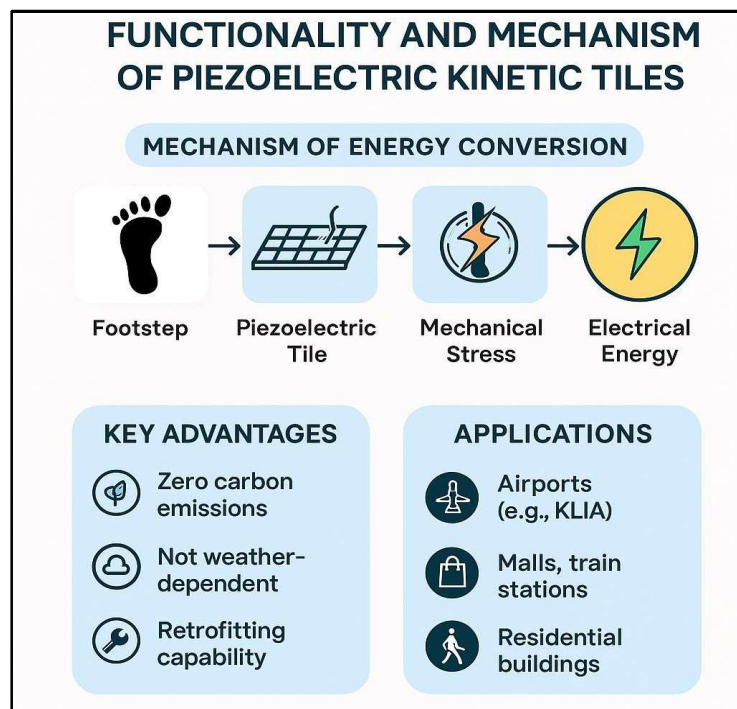 FUNCTIONALITY AND MECHANISM
OF PIEZOELECTRIC KINETIC TILES
MECHANISM OF ENERGY CONVERSION
Footstep
Piezoelectric
Tile
Mechanical
Stress
Electrical
Energy
KEY ADVANTAGES
Zero carbon
emissions
Not weather-
dependent
Retrofitting
capability
APPLICATIONS
Airports
(e.g., KLIA)
Malls, train
stations
Residential
buildings